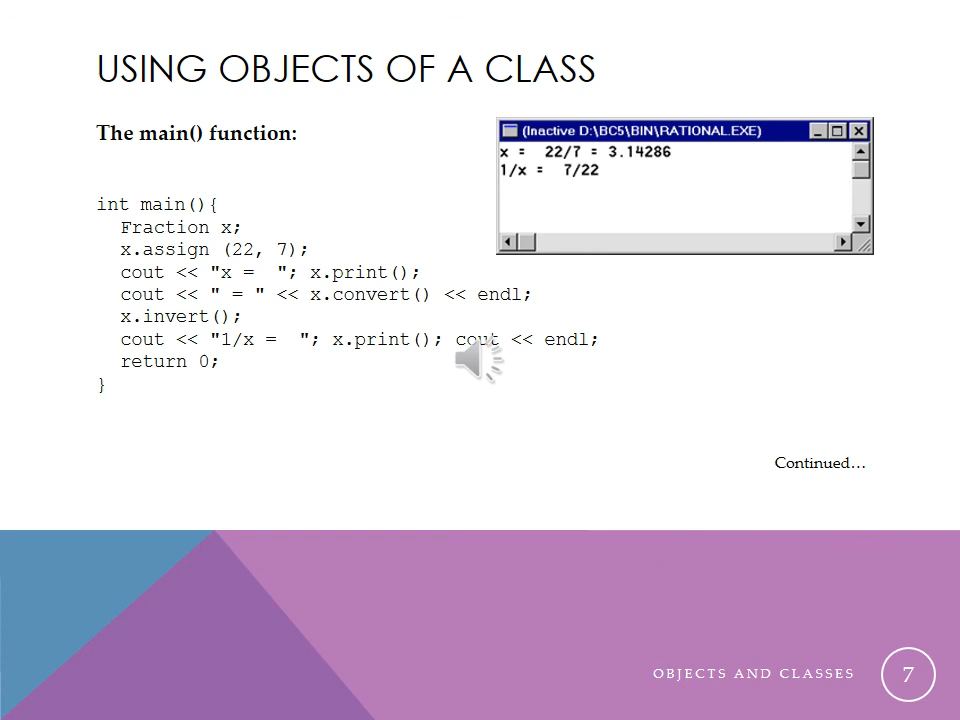 USING OBJECTS OF A CLASS
The main() function:
int main(){
Fraction x;
x.assign (22, 7);
cout << "x =  "; x.print();
cout << " = " << x.convert() << endl;
x.invert();
cout << "1/x =  "; x.print(); cout << endl;
return 0;
}
(Inactive D:\BC5\BIN\RATIONAL.EXE)
x =  22/7 = 3.14286
1/x =  7/22
Continued…
OBJECTS AND CLASSES
7